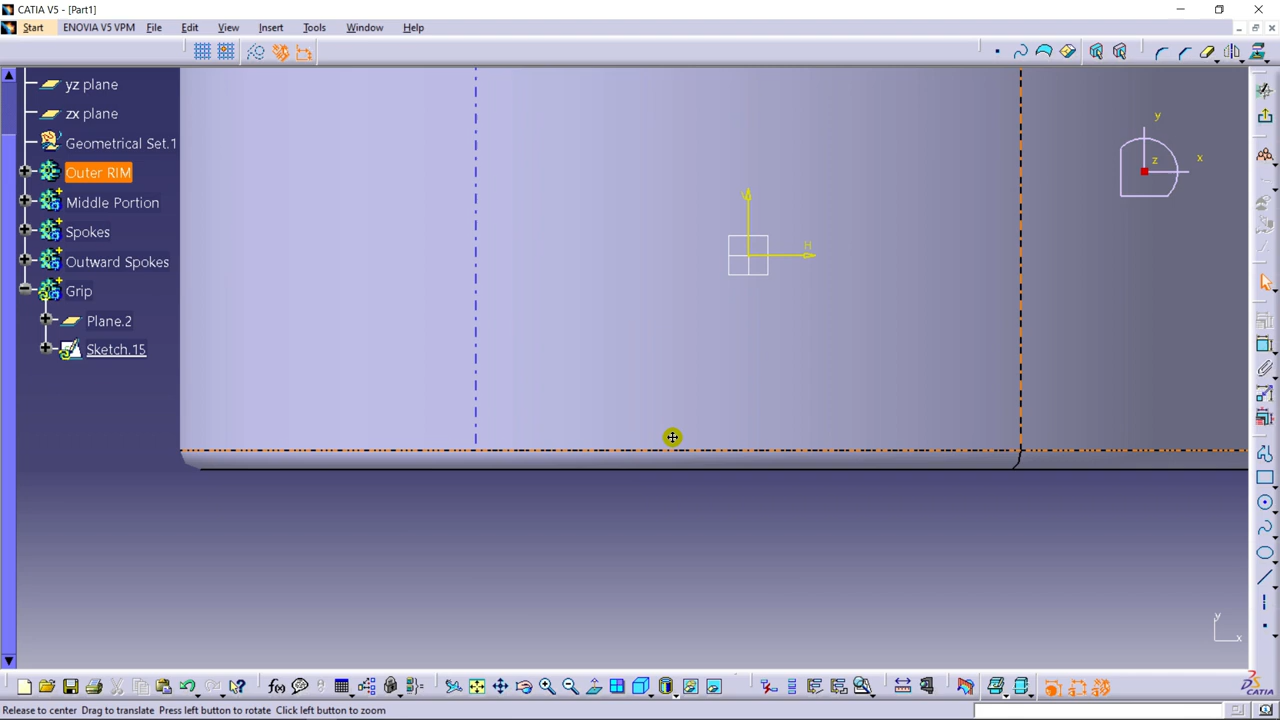 CATIA V5 - [Part1]
Start ENOVIA V5 VPM File Edit View Insert Tools Window Help
yz plane
zx plane
Geometrical Set.1
Outer RIM
Middle Portion
Spokes
Outward Spokes
Grip
Plane.2
Sketch.15
H
y
x
z
y
x
f(x)
CATIA
Release to center Drag to translate Press left button to rotate Click left button to zoom